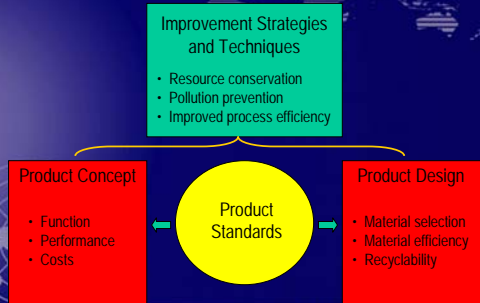 Improvement Strategies
and Techniques
• Resource conservation
• Pollution prevention
• Improved process efficiency
Product Concept
• Function
• Performance
• Costs
Product
Standards
Product Design
• Material selection
• Material efficiency
• Recyclability